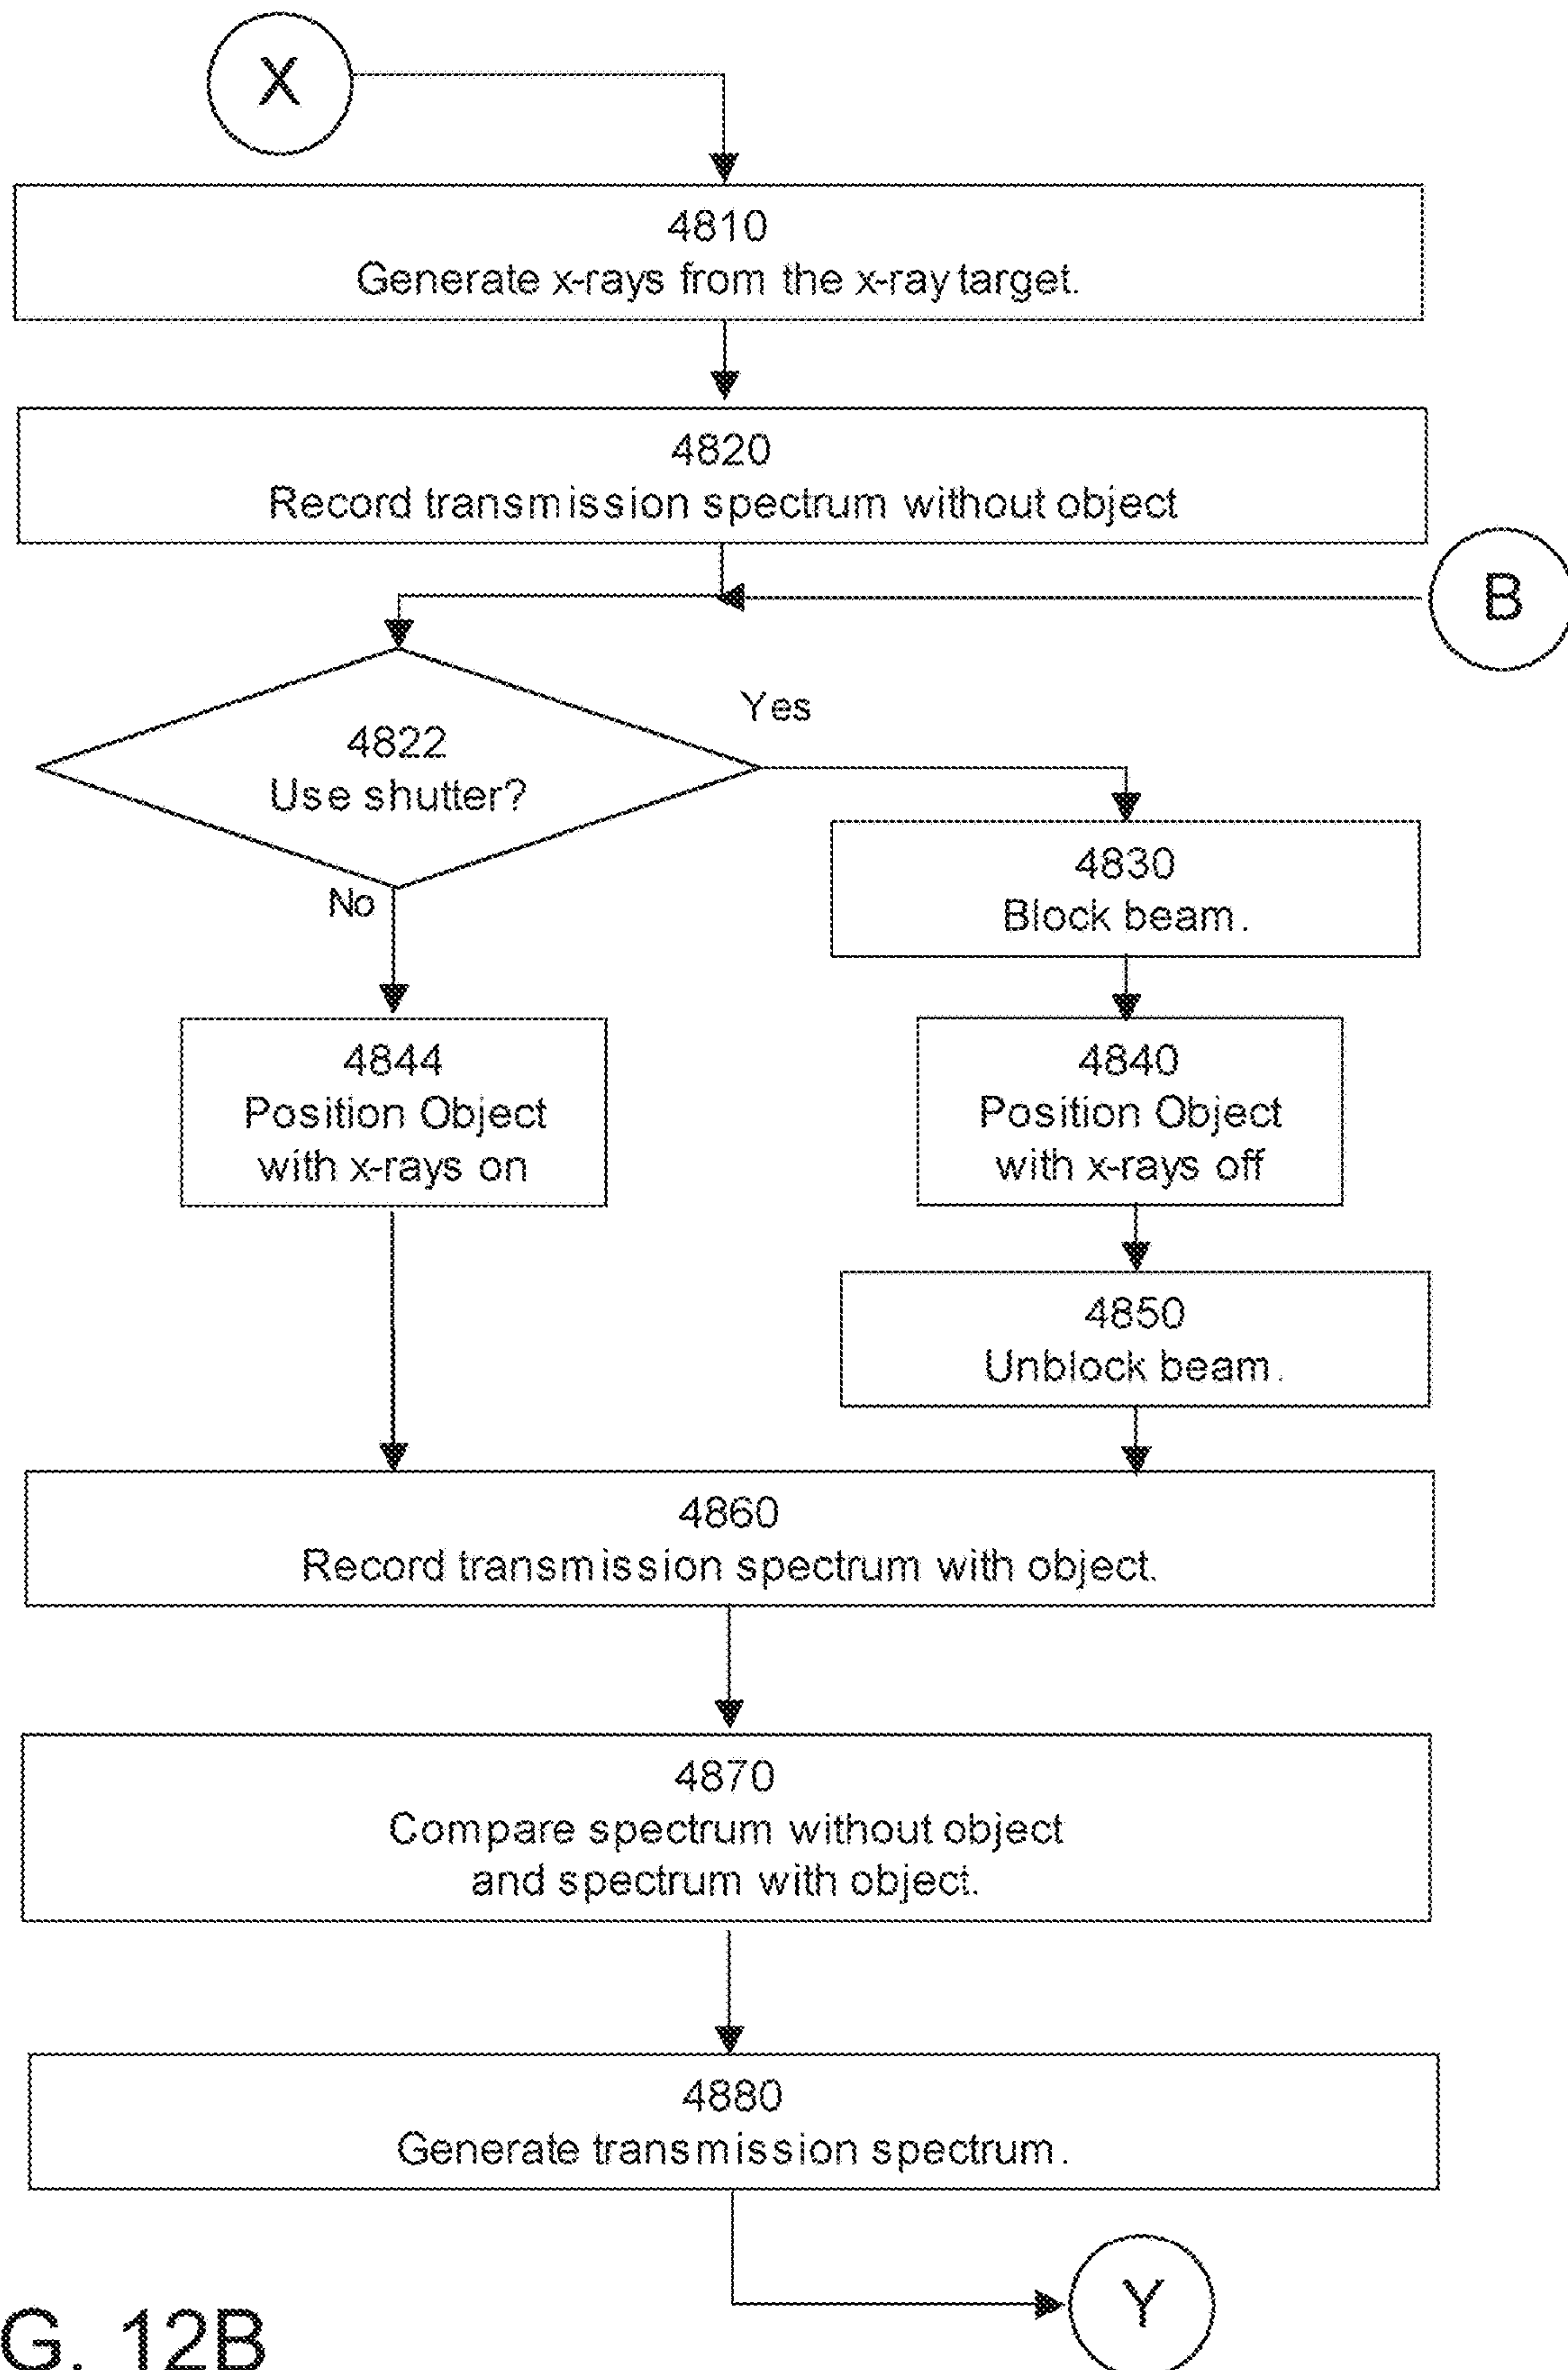 X
4810
Generate x-rays from the x-ray target.
4820
Record transmission spectrum without object
B
Yes
4822
Use shutter?
No
4830
Block beam.
4844
Position Object
with x-rays on
4840
Position Object
with x-rays off
4850
Unblock beam.
4860
Record transmission spectrum with object.
4870
Compare spectrum without object
and spectrum with object.
4880
Generate transmission spectrum.
Y
G. 12B